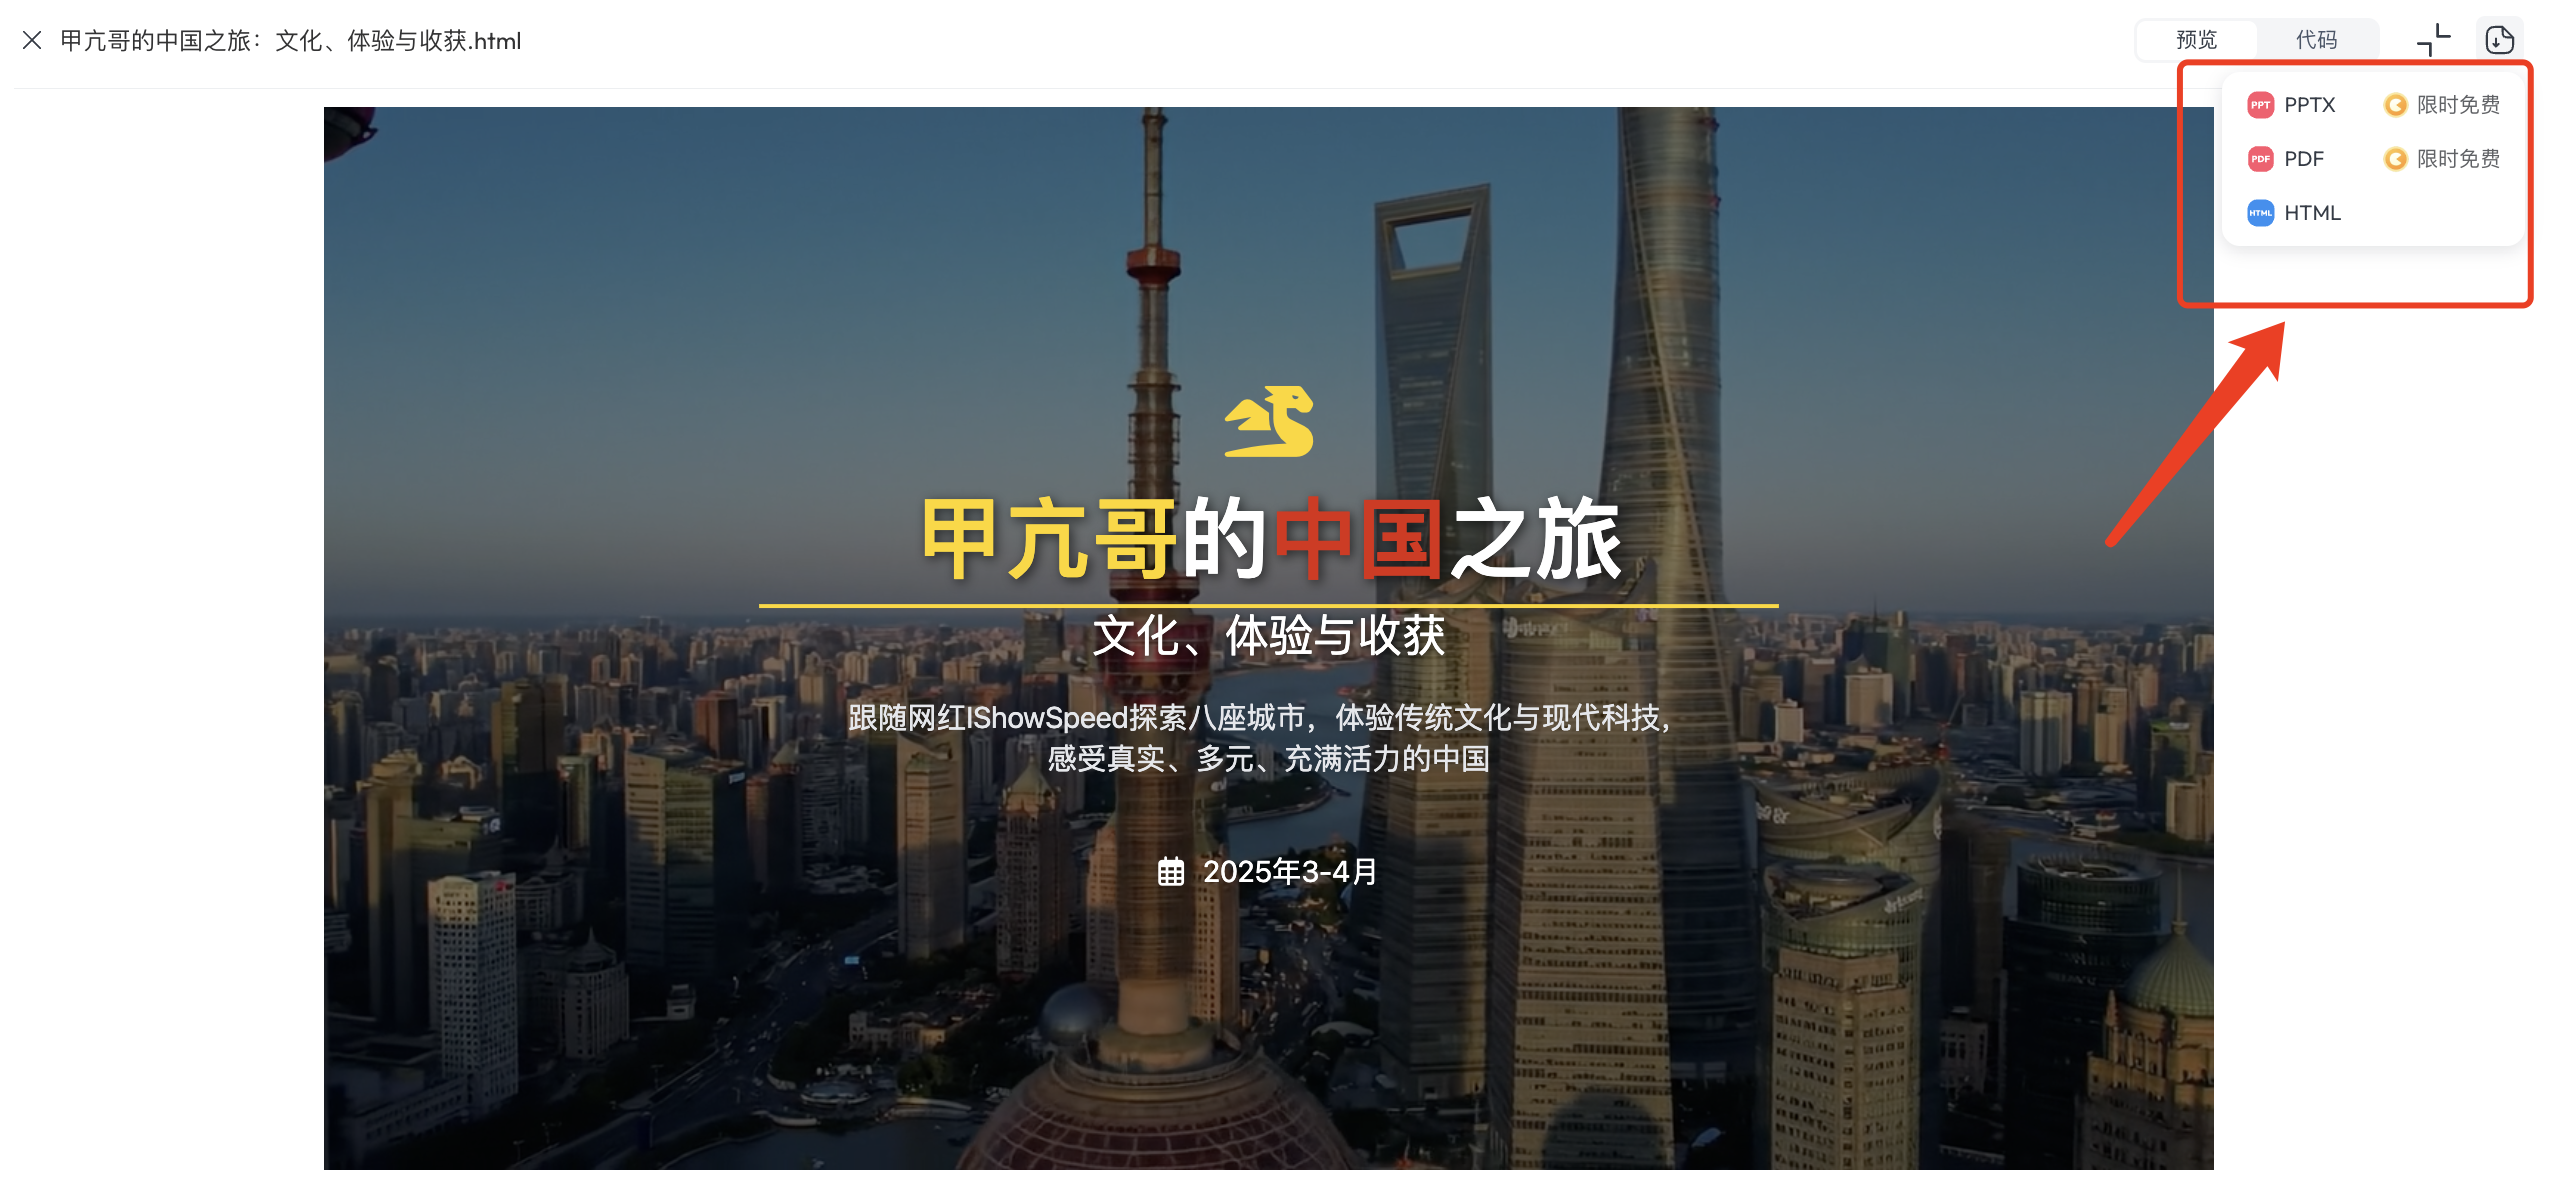 甲亢哥的中国之旅：文化、体验与收获.html
预览
代码
PPT PPTX 限时免费
PDF PDF 限时免费
HTML HTML
甲亢哥的中国之旅
文化、体验与收获
跟随网红IShowSpeed探索八座城市，体验传统文化与现代科技，
感受真实、多元、充满活力的中国
2025年3-4月